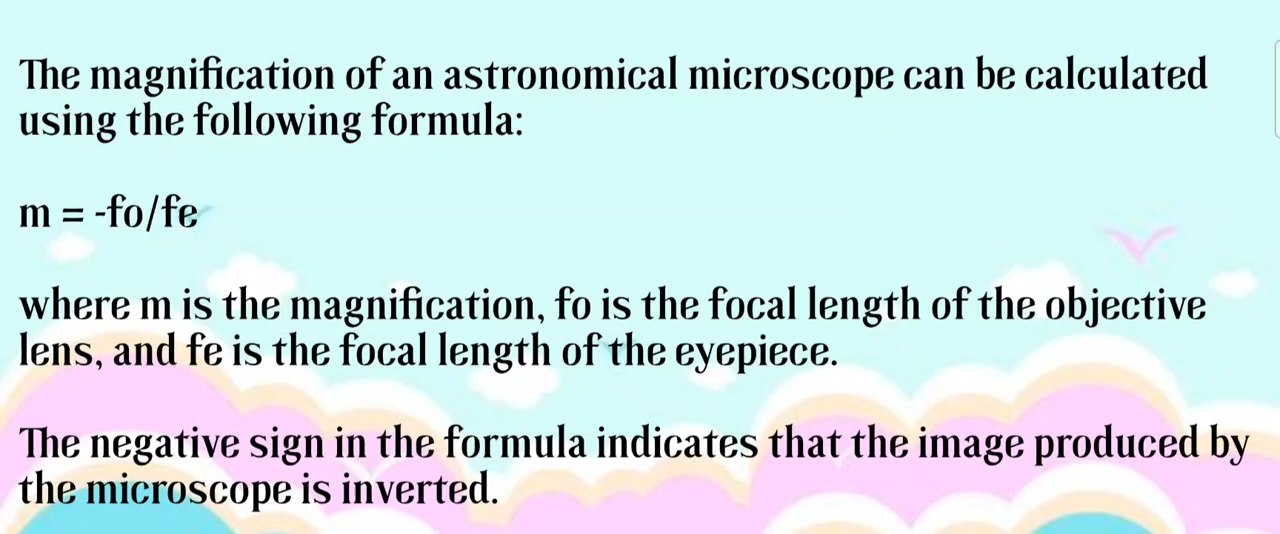 The magnification of an astronomical microscope can be calculated
using the following formula:
m = -fo/fe
where m is the magnification, fo is the focal length of the objective
lens, and fe is the focal length of the eyepiece.
The negative sign in the formula indicates that the image produced by
the microscope is inverted.